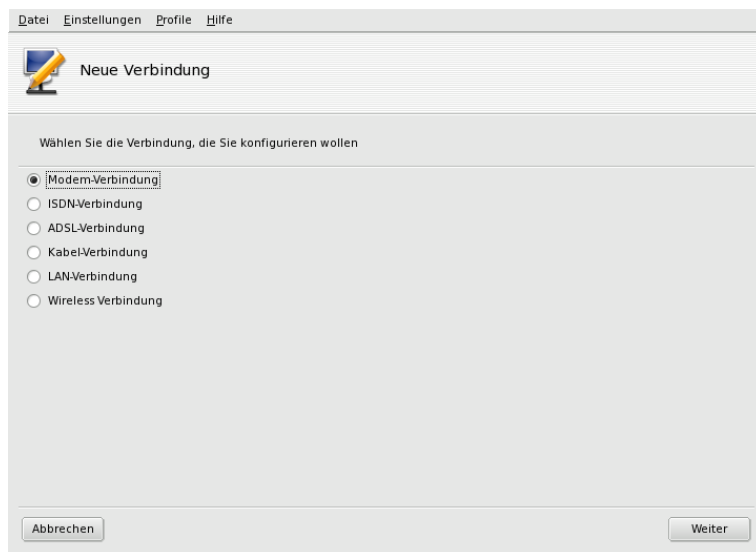 Datei Einstellungen Profile Hilfe
Neue Verbindung
Wählen Sie die Verbindung, die Sie konfigurieren wollen
Modem-Verbindung
ISDN-Verbindung
ADSL-Verbindung
Kabel-Verbindung
LAN-Verbindung
Wireless Verbindung
Abbrechen Weiter